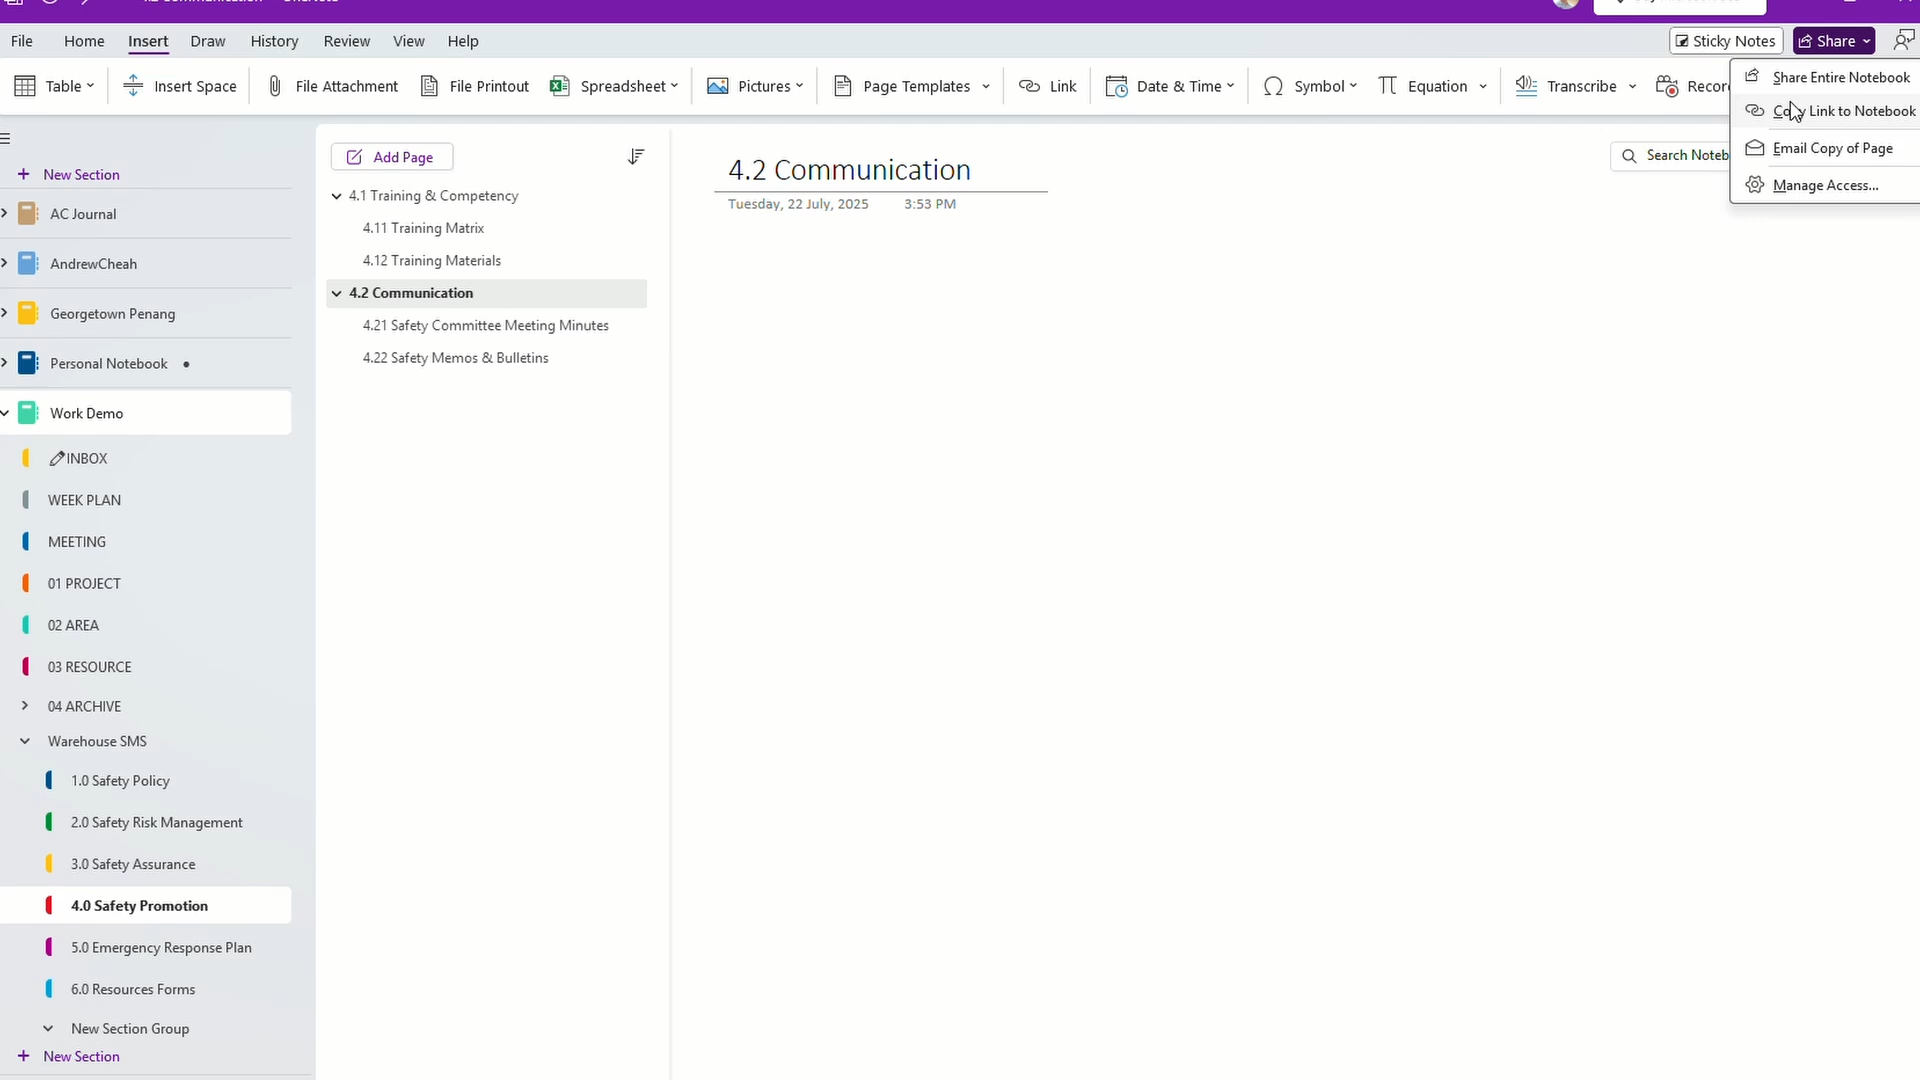 File Home Insert Draw History Review View Help
Sticky Notes Share
Table Insert Space File Attachment File Printout Spreadsheet Pictures Page Templates Link Date & Time Symbol Equation Transcribe
Share Entire Notebook
Copy Link to Notebook
Email Copy of Page
Manage Access...
Search
New Section
AC Journal
AndrewCheah
Georgetown Penang
Personal Notebook
Work Demo
INBOX
WEEK PLAN
MEETING
01 PROJECT
02 AREA
03 RESOURCE
04 ARCHIVE
Warehouse SMS
1.0 Safety Policy
2.0 Safety Risk Management
3.0 Safety Assurance
4.0 Safety Promotion
5.0 Emergency Response Plan
6.0 Resources Forms
New Section Group
New Section
Add Page
4.1 Training & Competency
4.11 Training Matrix
4.12 Training Materials
4.2 Communication
4.21 Safety Committee Meeting Minutes
4.22 Safety Memos & Bulletins
4.2 Communication
Tuesday, 22 July, 2025 3:53 PM